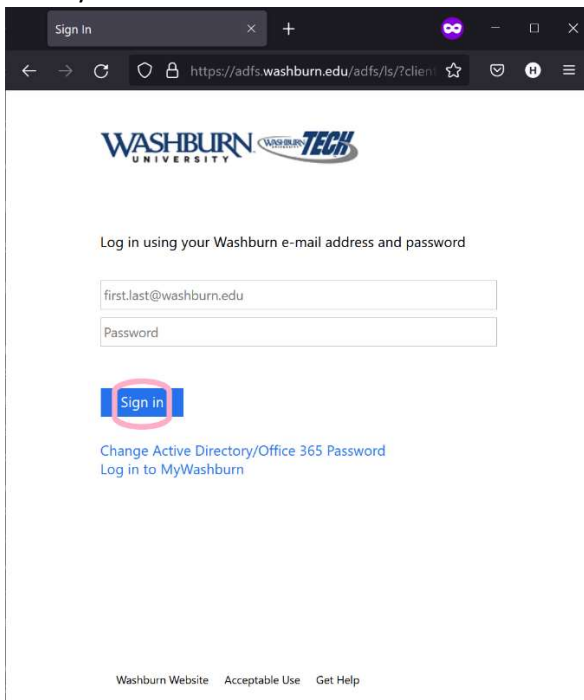 Sign In
H
https://adfs.washburn.edu/adfs/ls/?client
WASHBURN
UNIVERSITY
WASHBURN
UNIVERSITY
TECH
Log in using your Washburn e-mail address and password
first.last@washburn.edu
Password
Sign in
Change Active Directory/Office 365 Password
Log in to MyWashburn
Washburn Website Acceptable Use Get Help